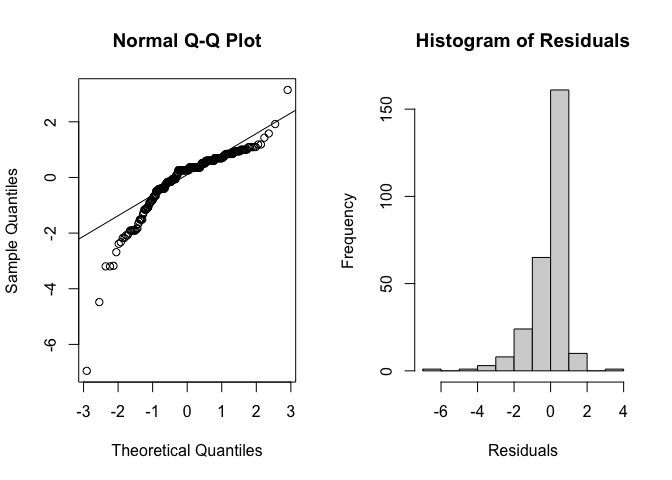 Normal Q-Q Plot
Sample Quantiles
2
0
-2
-4
-6
-3 -2 -1 0 1 2 3
Theoretical Quantiles
Histogram of Residuals
Frequency
150
100
50
0
-6 -4 -2 0 2 4
Residuals